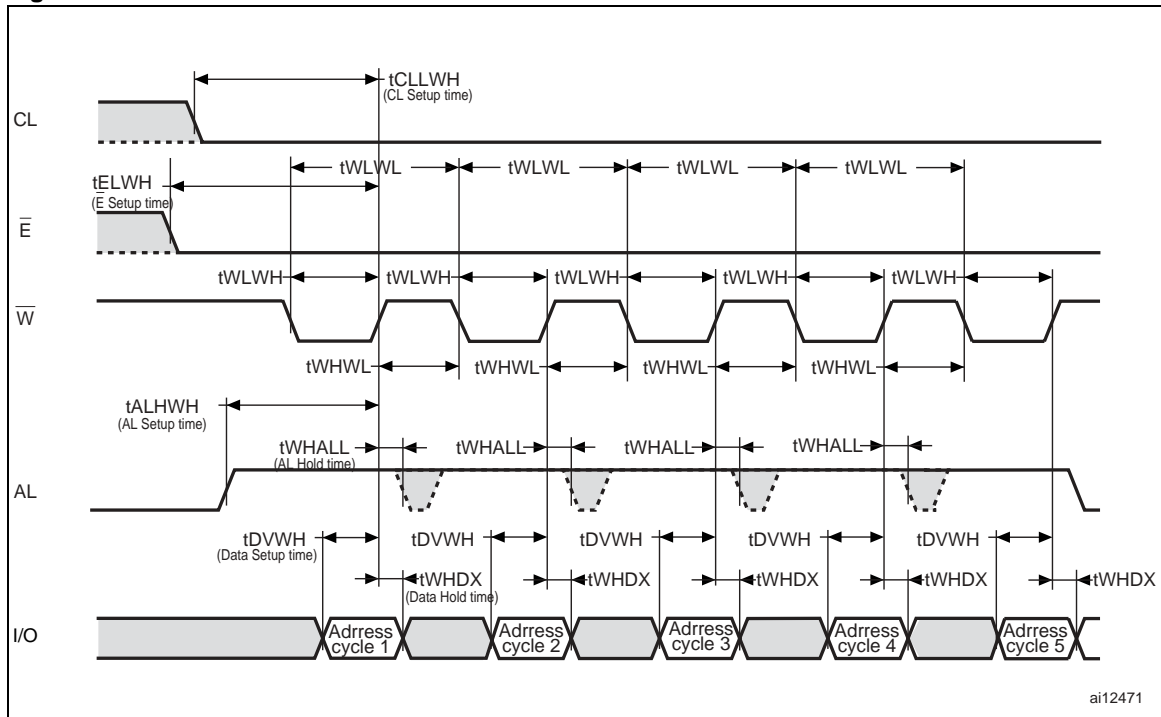 tCLLWH
(CL Setup time)
CL
tWLWL tWLWL tWLWL tWLWL
tELWH
(E Setup time)
E
tWLWH tWLWH tWLWH tWLWH tWLWH
W
tWHWL tWHWL tWHWL tWHWL
tALHWH
(AL Setup time)
tWHALL tWHALL tWHALL tWHALL
(AL Hold time)
AL
tDVWH tDVWH tDVWH tDVWH tDVWH
(Data Setup time)
tWHDX tWHDX tWHDX tWHDX tWHDX
(Data Hold time)
I/O
Adrress
cycle 1
Adrress
cycle 2
Adrress
cycle 3
Adrress
cycle 4
Adrress
cycle 5
ai12471